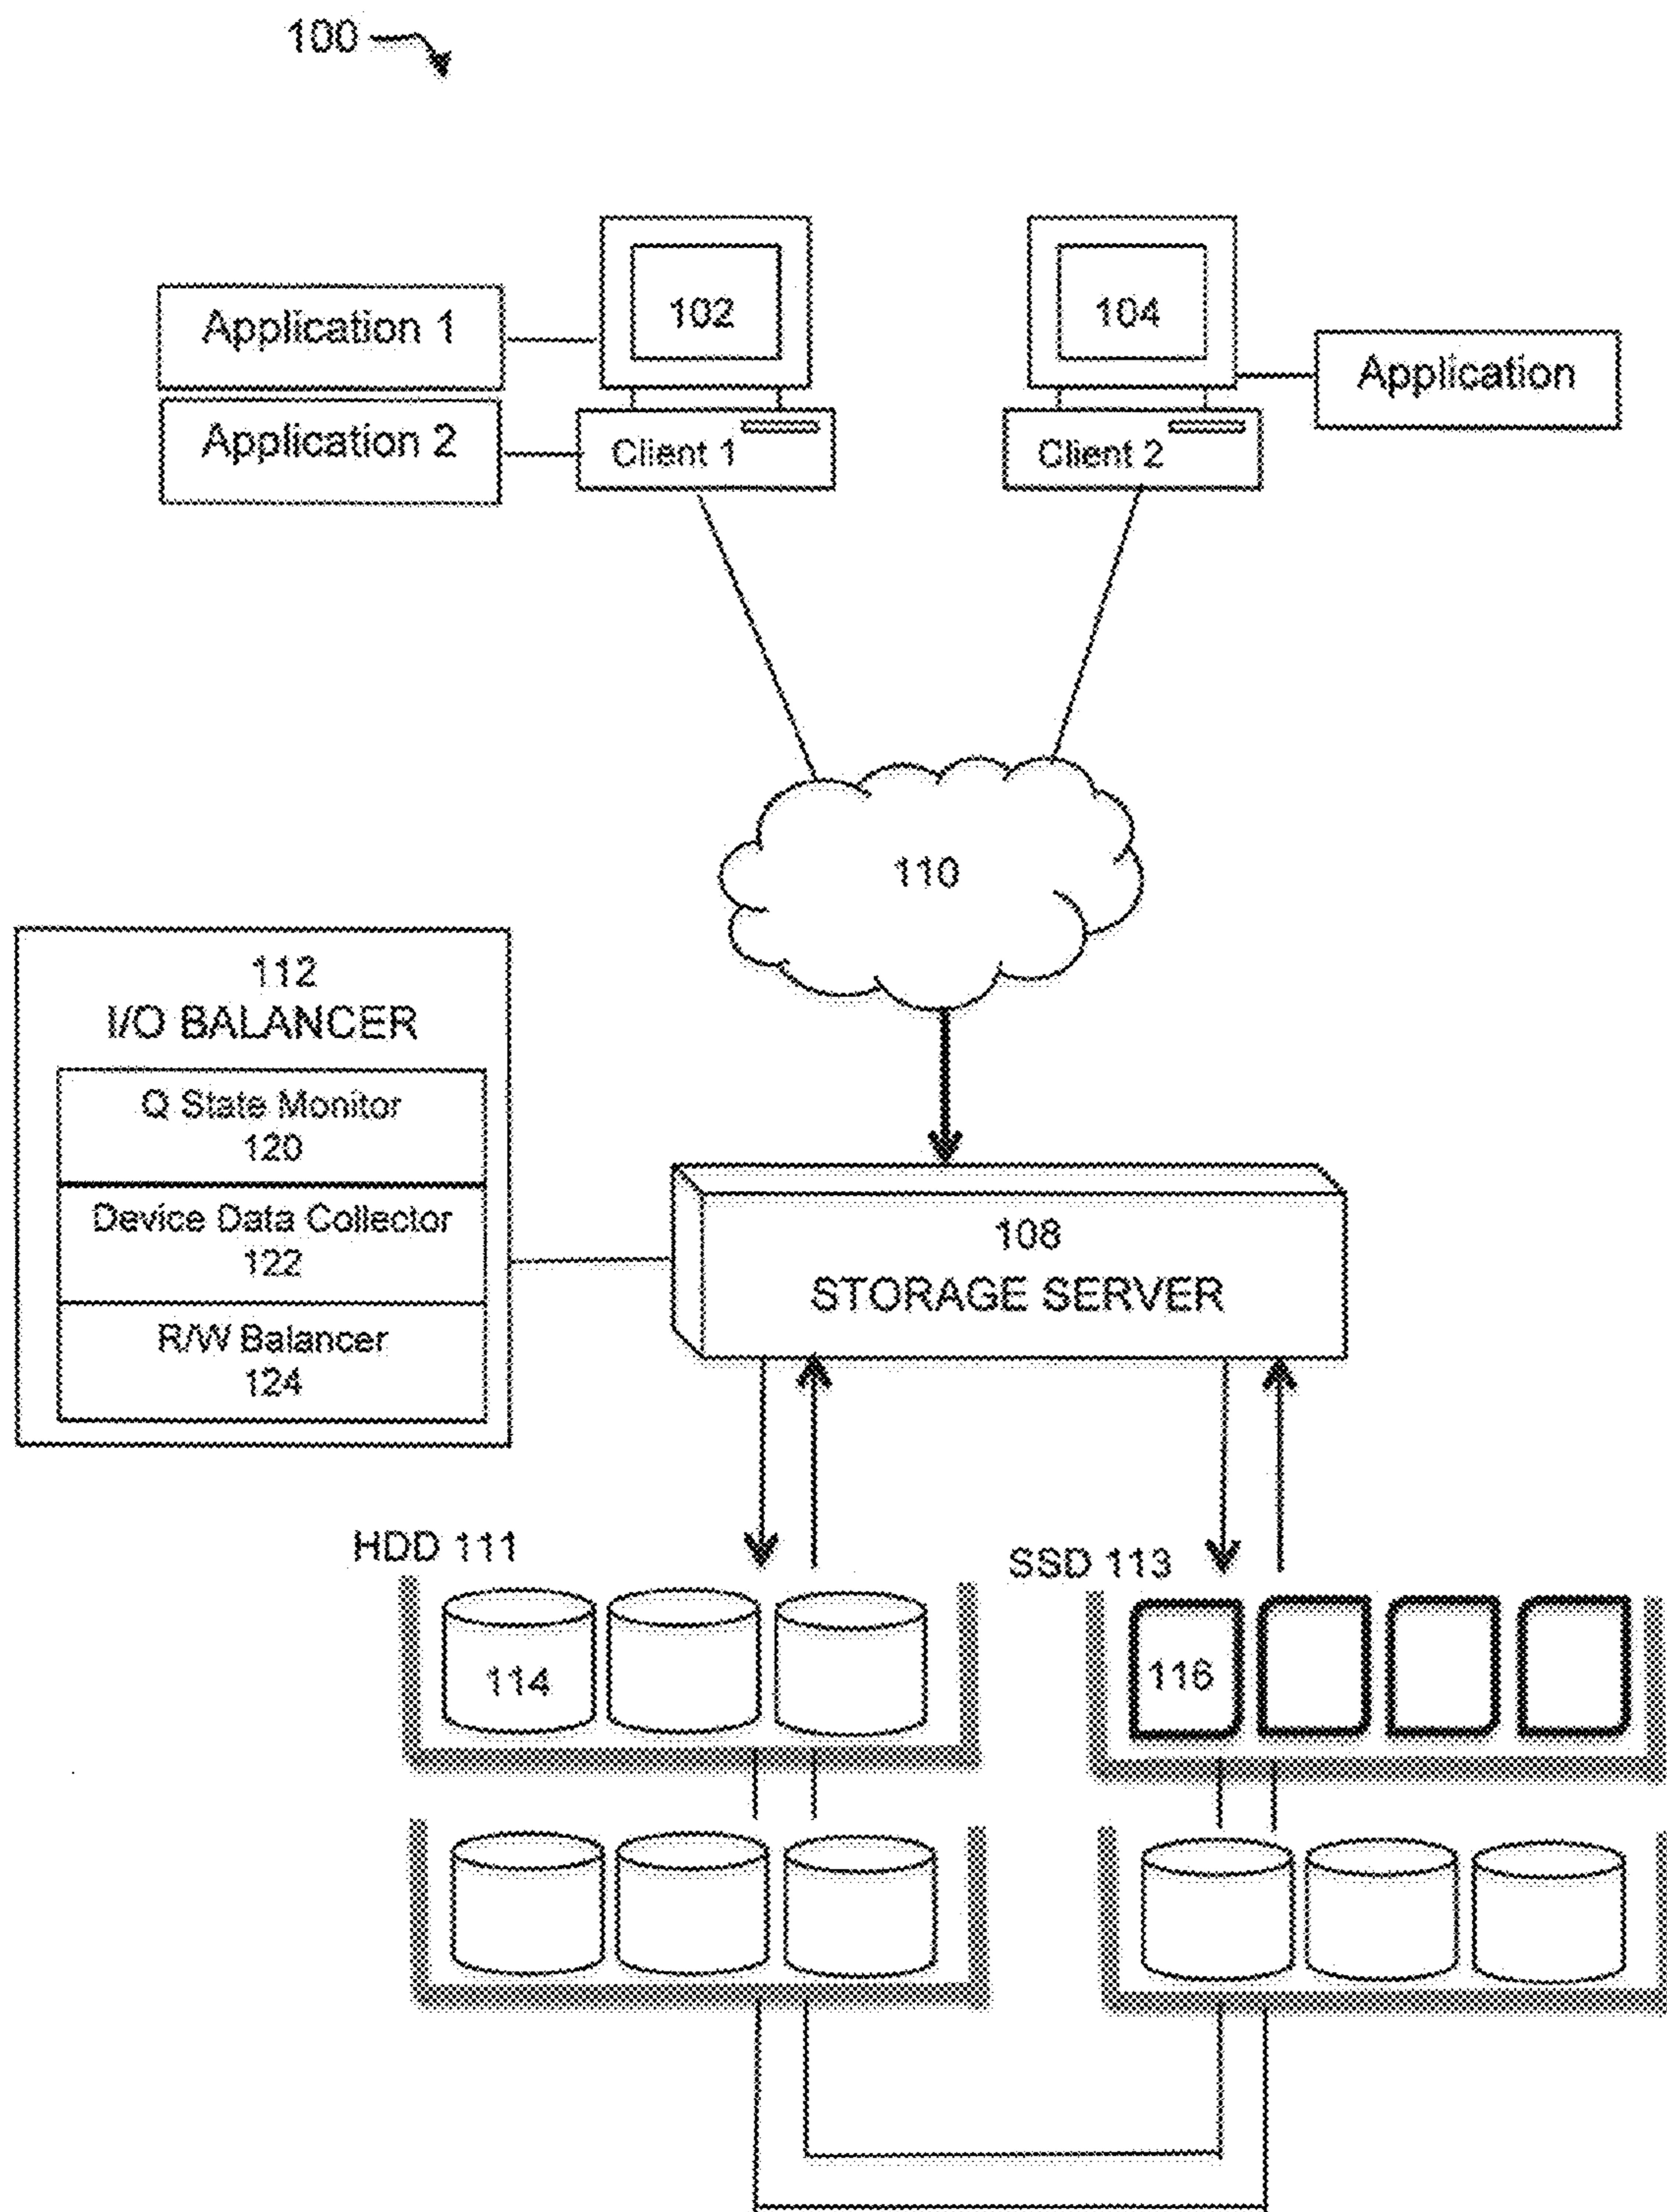 100
102
104
Application 1
Application
Application 2
Client 1
Client 2
110
112
I/O BALANCER
Q State Monitor
120
Device Data Collector
122
R/W Balancer
124
108
STORAGE SERVER
HDD 111
SSD 113
114
116